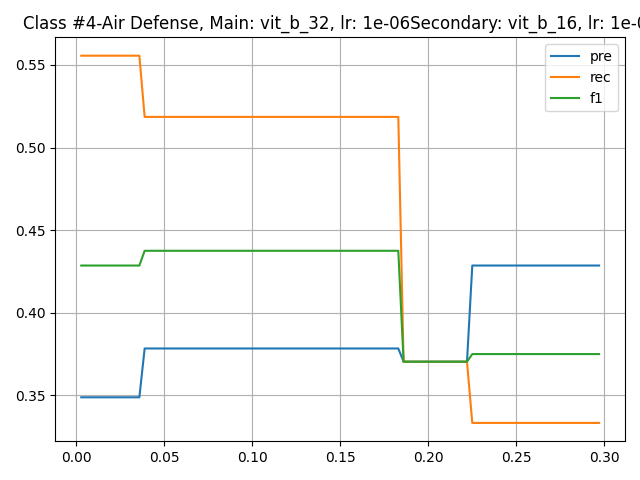 Class #4-Air Defense, Main: vit_b_32, lr: 1e-06Secondary: vit_b_16, lr: 1e-0
pre
rec
f1
0.55
0.50
0.45
0.40
0.35
0.00 0.05 0.10 0.15 0.20 0.25 0.30